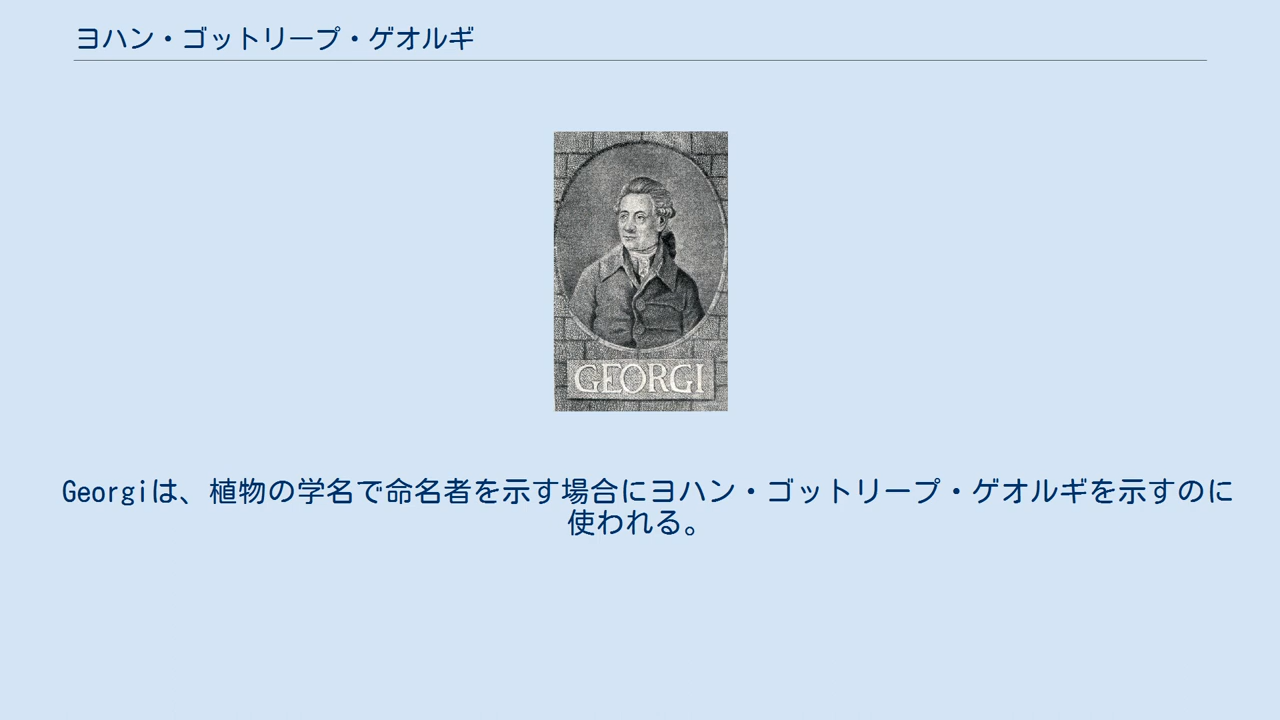 ヨハン・ゴットリープ・ゲオルギ
GEORGI
Georgiは、植物の学名で命名者を示す場合にヨハン・ゴットリープ・ゲオルギを示すのに
使われる。